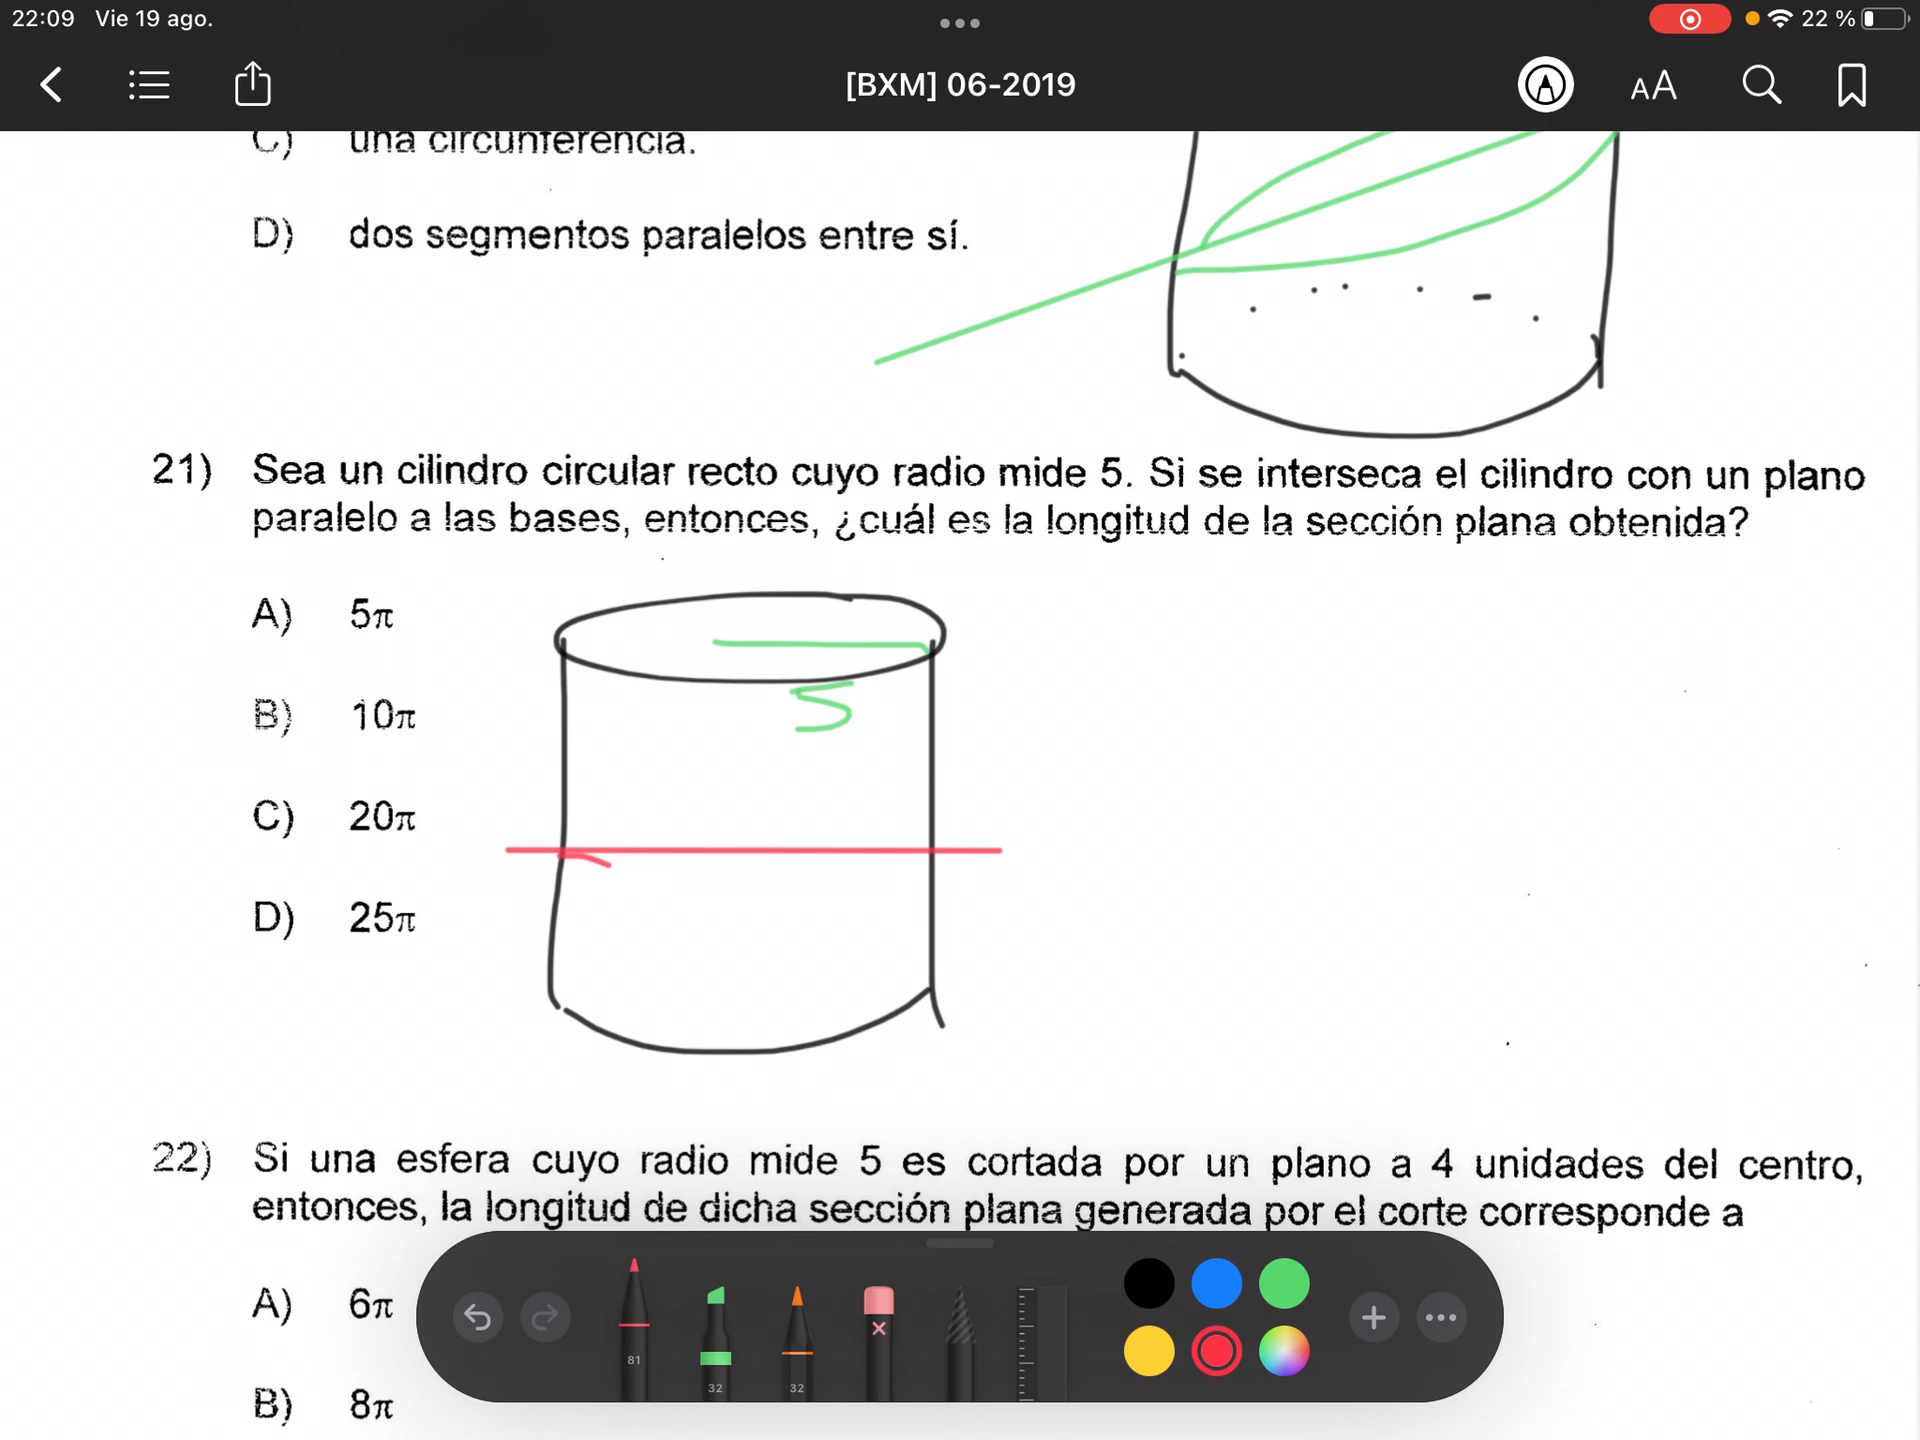 22:09 Vie 19 ago.
22 %
[BXM] 06-2019
AA
C) una circunferencia.
D) dos segmentos paralelos entre sí.
21) Sea un cilindro circular recto cuyo radio mide 5. Si se interseca el cilindro con un plano
paralelo a las bases, entonces, ¿cuál es la longitud de la sección plana obtenida?
A) 5π
B) 10π
C) 20π
D) 25π
5
22) Si una esfera cuyo radio mide 5 es cortada por un plano a 4 unidades del centro,
entonces, la longitud de dicha sección plana generada por el corte corresponde a
A) 6π
B) 8π
81
32
32